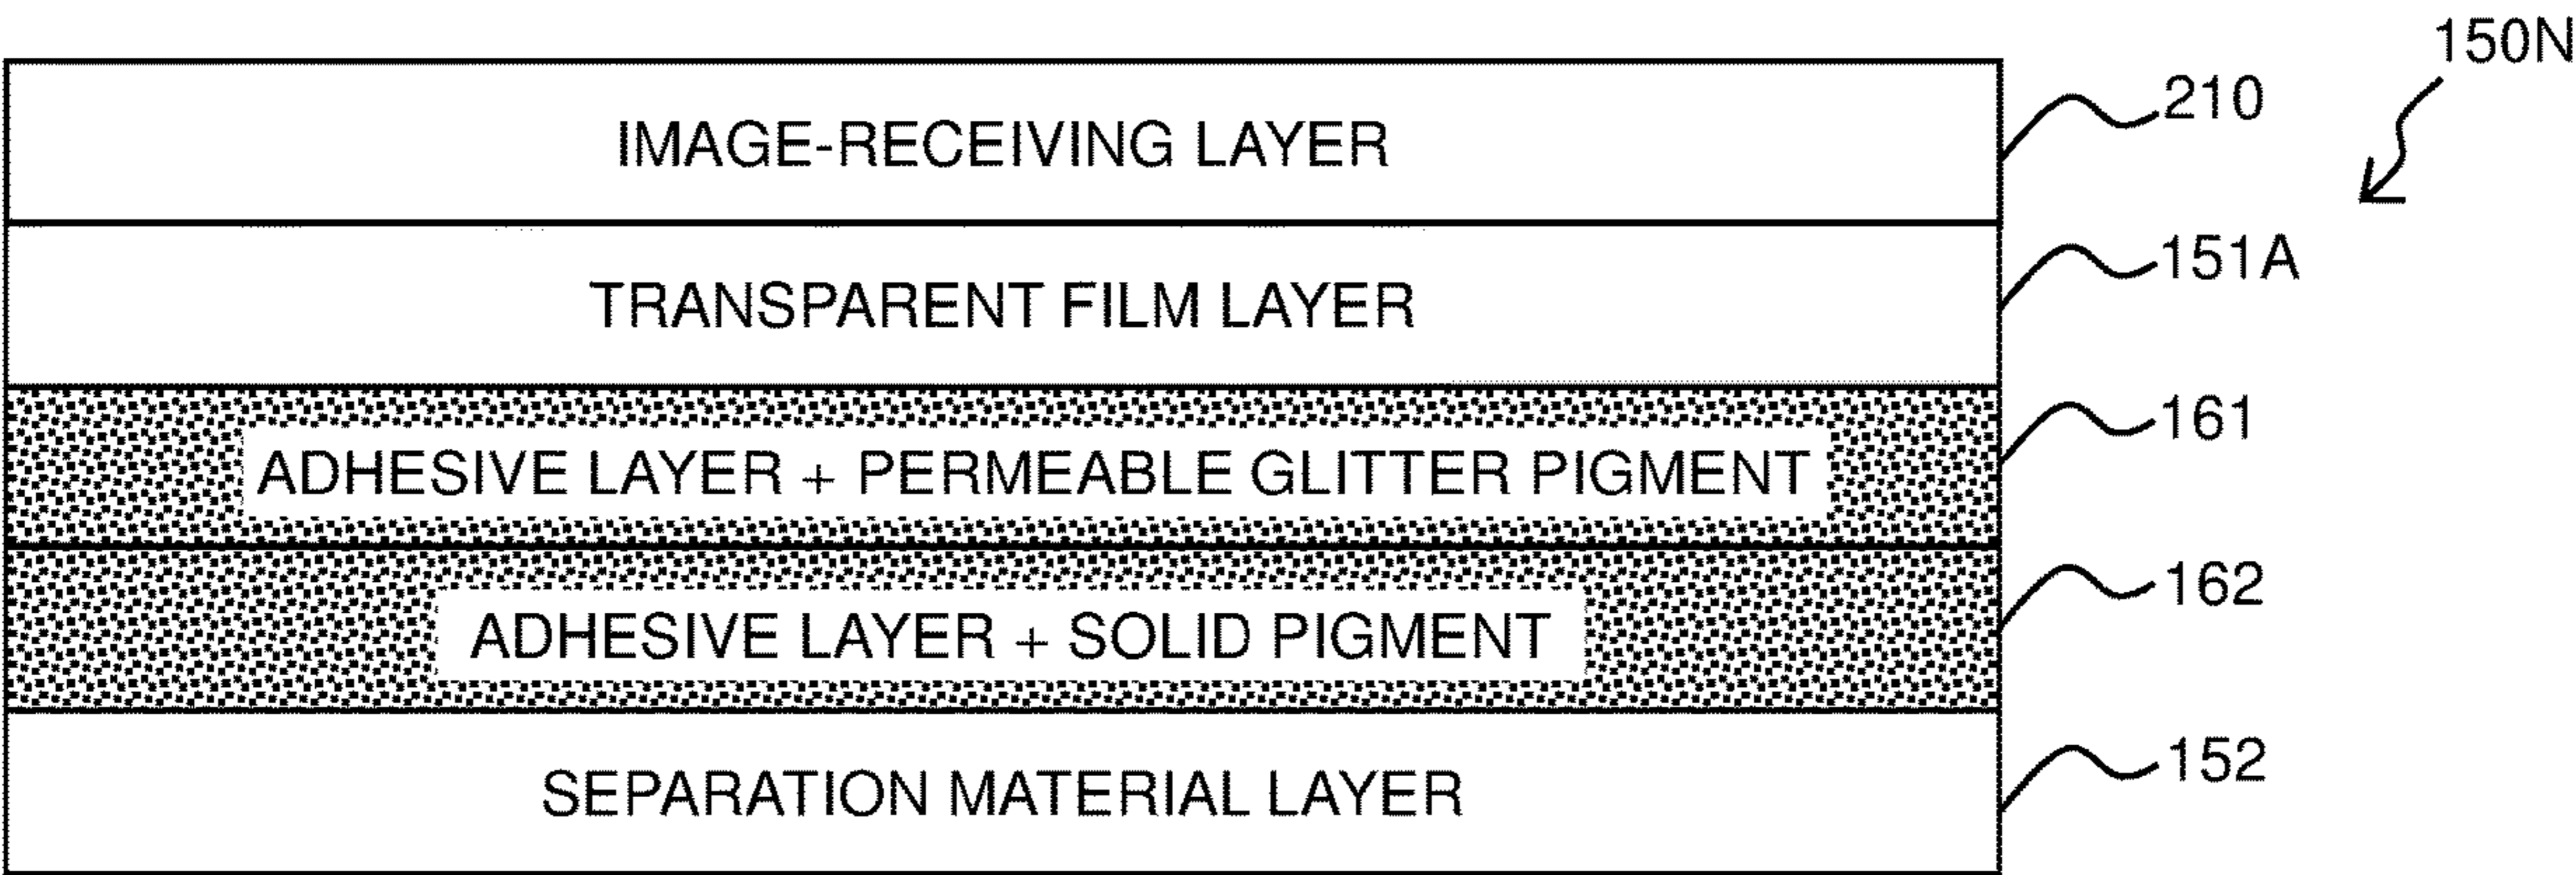 150N
IMAGE-RECEIVING LAYER
210
TRANSPARENT FILM LAYER
151A
ADHESIVE LAYER + PERMEABLE GLITTER PIGMENT
161
ADHESIVE LAYER + SOLID PIGMENT
162
SEPARATION MATERIAL LAYER
152